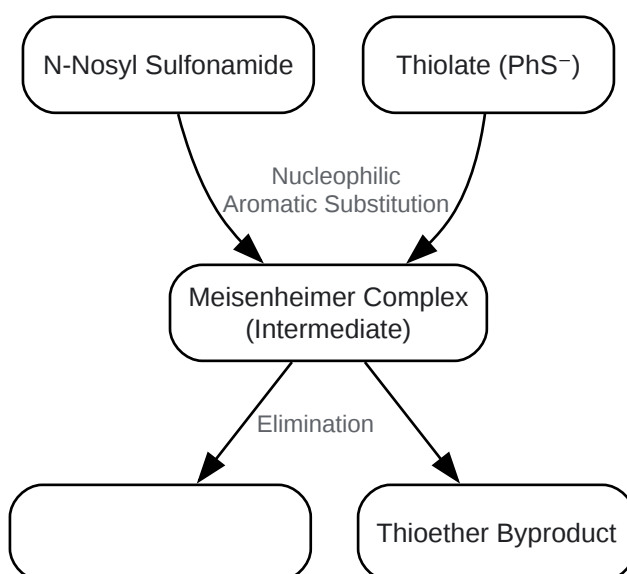 N-Nosyl Sulfonamide
Thiolate (PhS⁻)
Nucleophilic
Aromatic Substitution
Meisenheimer Complex
(Intermediate)
Elimination
Thioether Byproduct